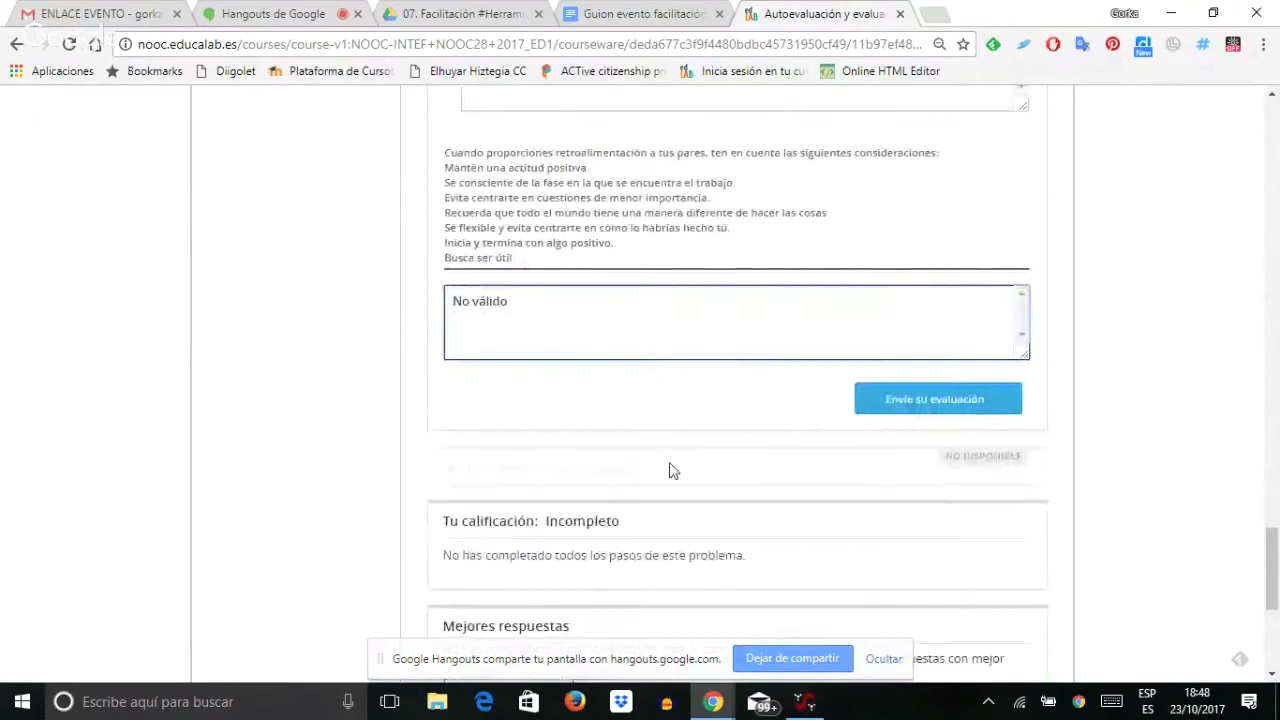 ENLACE EVENTO - gorka
Hangouts de Google
07. Facilitación #Herrami
Guion evento facilitación
Autoevaluación y evalua
Gorka
nooc.educalab.es/courses/course-v1:NOOC-INTEF+NOOC28+2017_ED1/courseware/deda677c3f9f4480bdbc45731950cf49/11b97ef48...
New
OFF
Aplicaciones
Bookmarks
Diigolet
Plataforma de Cursos
Elhuyar Hiztegia CC
ACTive citizenship pr
Inicia sesión en tu cu
Online HTML Editor
Cuando proporciones retroalimentación a tus pares, ten en cuenta las siguientes consideraciones:
Mantén una actitud positiva.
Sé consciente de la fase en la que se encuentra el trabajo.
Evita centrarte en cuestiones de menor importancia.
Recuerda que todo el mundo tiene una manera diferente de hacer las cosas
Sé flexible y evita centrarte en cómo lo habrías hecho tú.
Inicia y termina con algo positivo.
Busca ser útil
No válido
Envíe su evaluación
NO DISPONIBLE
Tu calificación: Incompleto
No has completado todos los pasos de este problema.
Mejores respuestas
Google Hangouts comparte tu pantalla con hangouts.google.com.
Dejar de compartir
Ocultar
uestas con mejor
Escribe aquí para buscar
99+
ESP
ES
18:48
23/10/2017